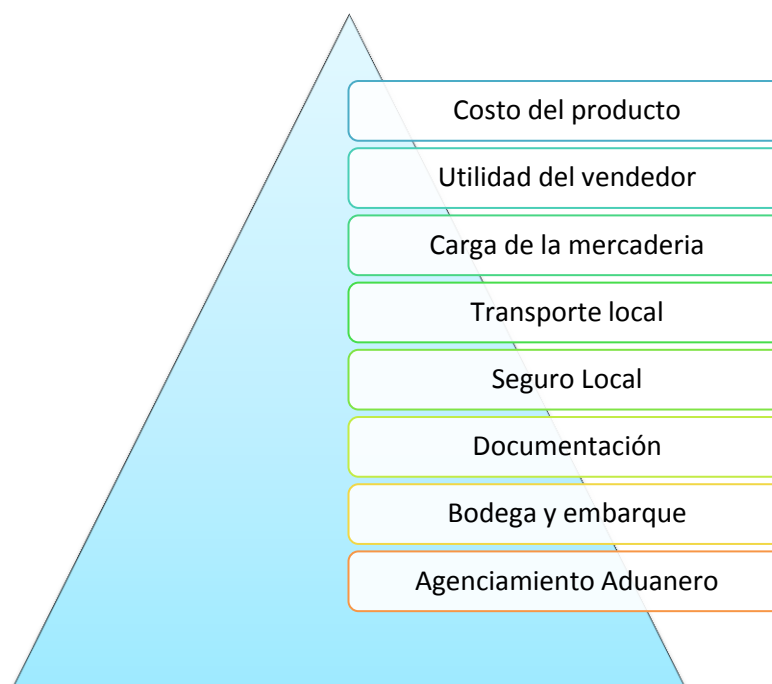 Costo del producto
Utilidad del vendedor
Carga de la mercaderia
Transporte local
Seguro Local
Documentación
Bodega y embarque
Agenciamiento Aduanero